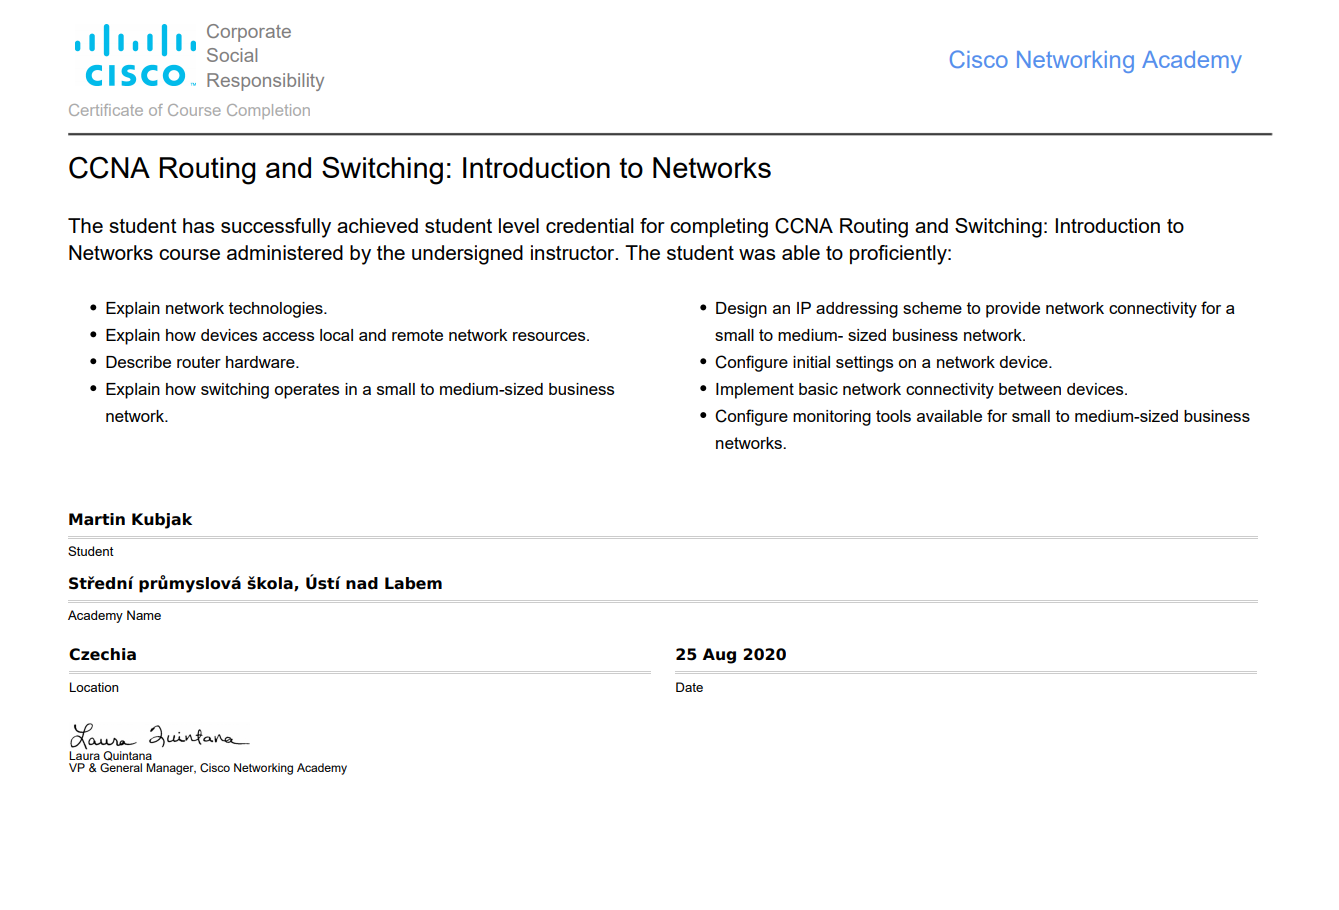 Corporate
Social
Responsibility
CISCO™
Cisco Networking Academy
Certificate of Course Completion
CCNA Routing and Switching: Introduction to Networks
The student has successfully achieved student level credential for completing CCNA Routing and Switching: Introduction to
Networks course administered by the undersigned instructor. The student was able to proficiently:
• Explain network technologies.
• Explain how devices access local and remote network resources.
• Describe router hardware.
• Explain how switching operates in a small to medium-sized business
network.
• Design an IP addressing scheme to provide network connectivity for a
small to medium- sized business network.
• Configure initial settings on a network device.
• Implement basic network connectivity between devices.
• Configure monitoring tools available for small to medium-sized business
networks.
Martin Kubjak
Student
Střední průmyslová škola, Ústí nad Labem
Academy Name
Czechia
Location
25 Aug 2020
Date
Laura Quintana
Laura Quintana
VP & General Manager, Cisco Networking Academy